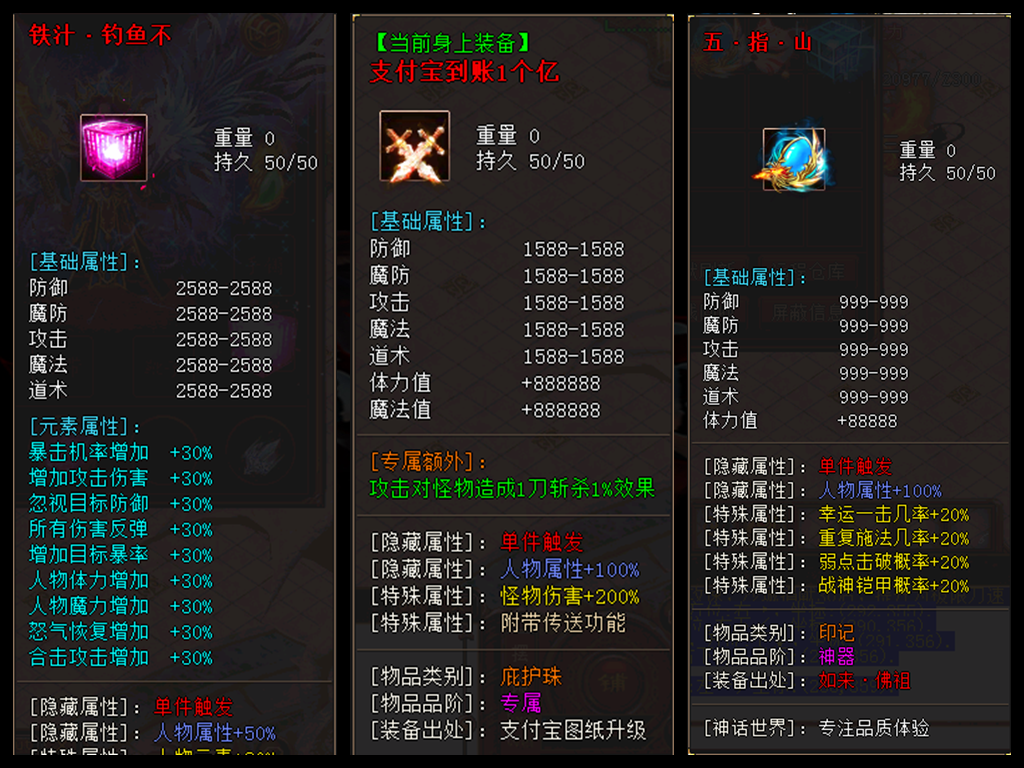 铁汁·钓鱼不
重量 0
持久 50/50
[基础属性]:
防御 2588-2588
魔防 2588-2588
攻击 2588-2588
魔法 2588-2588
道术 2588-2588
[元素属性]:
暴击机率增加 +30%
增加攻击伤害 +30%
忽视目标防御 +30%
所有伤害反弹 +30%
增加目标暴率 +30%
人物体力增加 +30%
人物魔力增加 +30%
怒气恢复增加 +30%
合击攻击增加 +30%
[隐藏属性]: 单件触发
[隐藏属性]: 人物属性+50%
【当前身上装备】
支付宝到账1个亿
重量 0
持久 50/50
[基础属性]:
防御 1588-1588
魔防 1588-1588
攻击 1588-1588
魔法 1588-1588
道术 1588-1588
体力值 +888888
魔法值 +888888
[专属额外]:
攻击对怪物造成1刀斩杀1%效果
[隐藏属性]: 单件触发
[隐藏属性]: 人物属性+100%
[特殊属性]: 怪物伤害+200%
[特殊属性]: 附带传送功能
[物品类别]: 庇护珠
[物品品阶]: 专属
[装备出处]: 支付宝图纸升级
五·指·山
重量 0
持久 50/50
[基础属性]:
防御 999-999
魔防 999-999
攻击 999-999
魔法 999-999
道术 999-999
体力值 +88888
[隐藏属性]: 单件触发
[隐藏属性]: 人物属性+100%
[特殊属性]: 幸运一击几率+20%
[特殊属性]: 重复施法几率+20%
[特殊属性]: 弱点击破概率+20%
[特殊属性]: 战神铠甲概率+20%
[物品类别]: 印记
[物品品阶]: 神器
[装备出处]: 如来·佛祖
[神话世界]: 专注品质体验